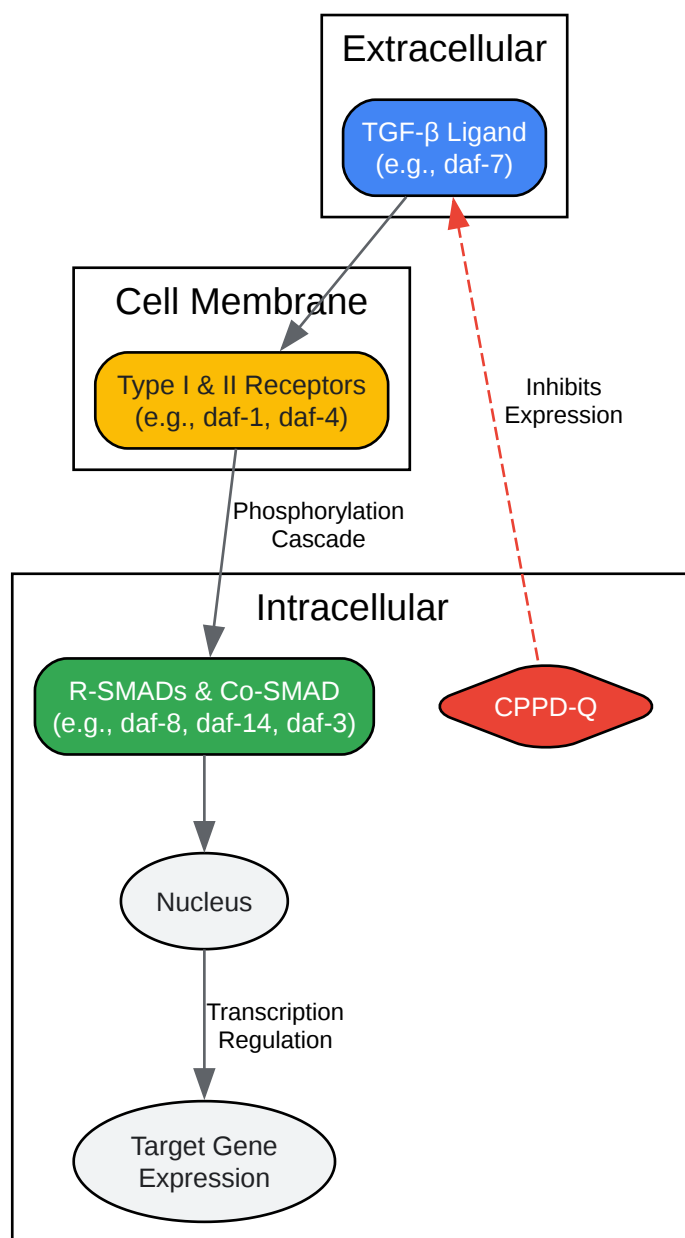 Extracellular
TGF-β Ligand
(e.g., daf-7)
Cell Membrane
Type I & II Receptors
(e.g., daf-1, daf-4)
Inhibits
Expression
Phosphorylation
Cascade
Intracellular
R-SMADs & Co-SMAD
(e.g., daf-8, daf-14, daf-3)
CPPD-Q
Nucleus
Transcription
Regulation
Target Gene
Expression